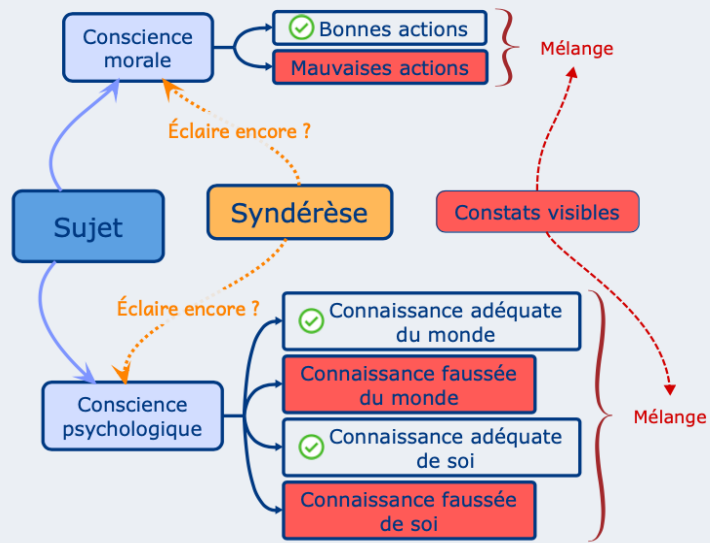 Conscience
morale
Bonnes actions
Mauvaises actions
Mélange
Éclaire encore ?
Sujet
Syndérèse
Constats visibles
Éclaire encore ?
Connaissance adéquate
du monde
Connaissance faussée
du monde
Conscience
psychologique
Mélange
Connaissance adéquate
de soi
Connaissance faussée
de soi